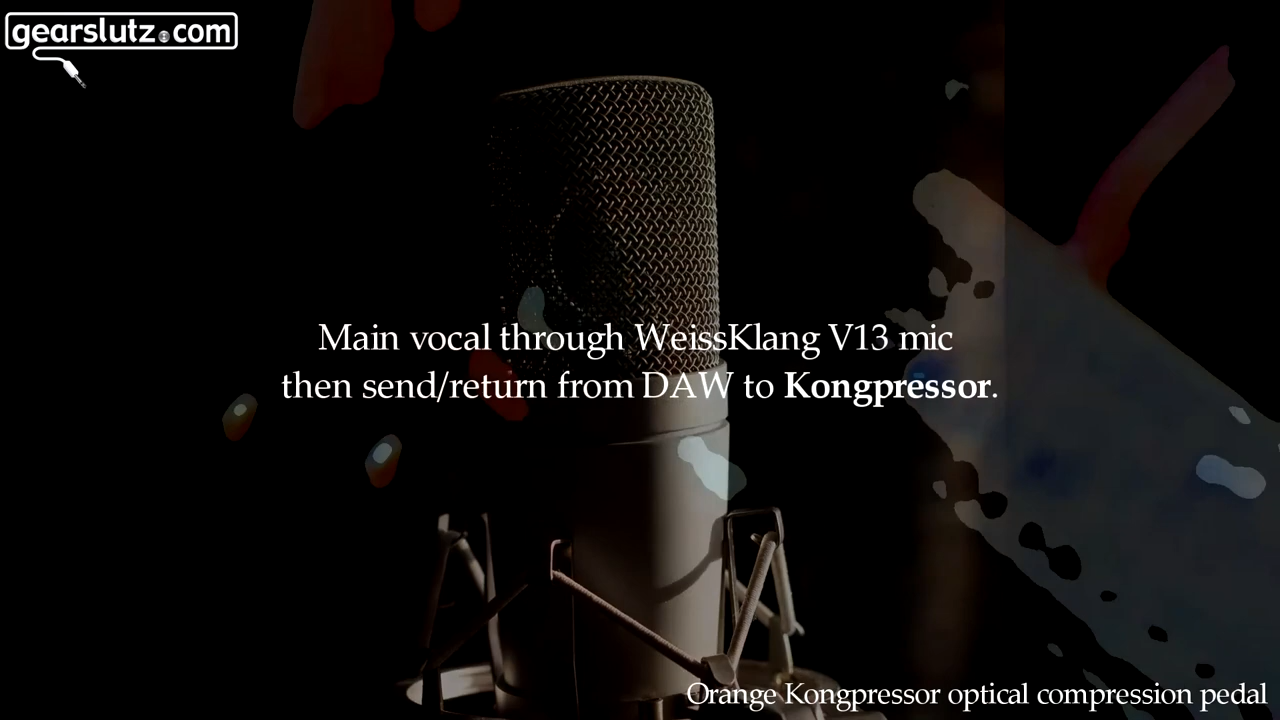 gearslutz.com
Main vocal through WeissKlang V13 mic
then send/return from DAW to Kongpressor.
Orange Kongpressor optical compression pedal